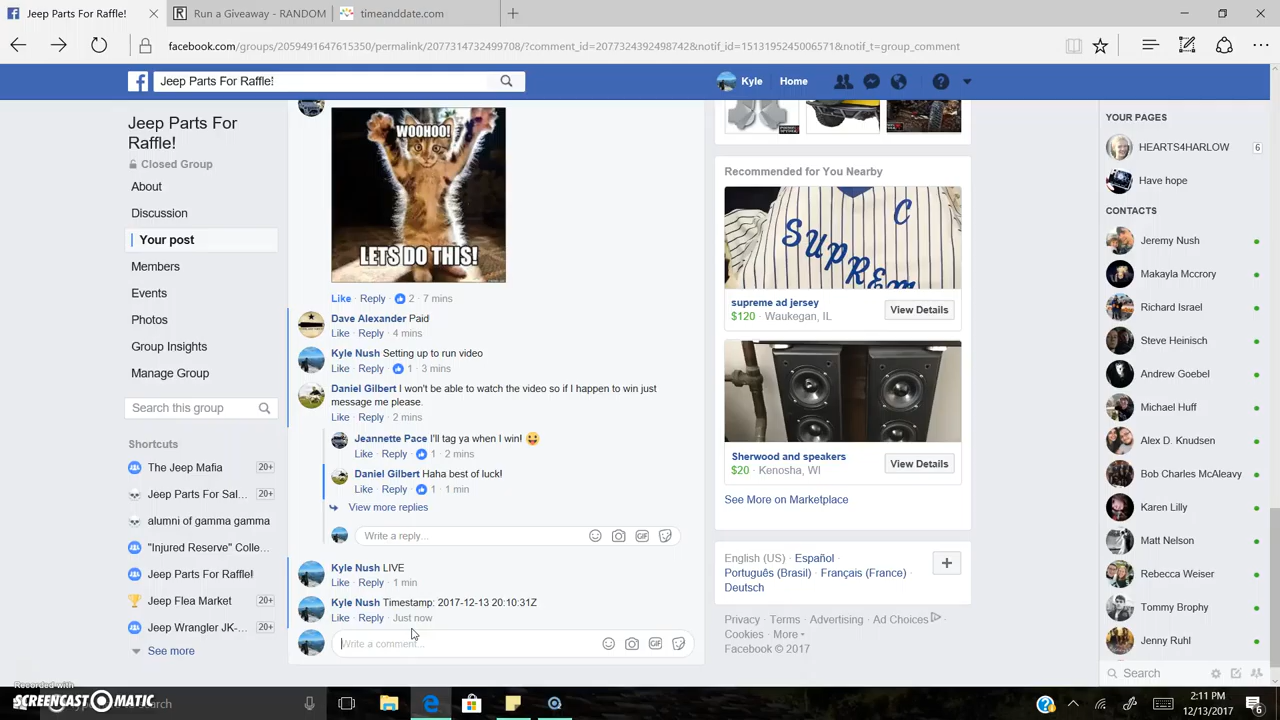 Jeep Parts For Raffle!
Run a Giveaway - RANDOM
timeanddate.com
facebook.com/groups/2059491647615350/permalink/2077314732499708/?comment_id=2077324392498742&notif_id=1513195245006571&notif_t=group_comment
Jeep Parts For Raffle!
Kyle
Home
Jeep Parts For
Raffle!
Closed Group
About
Discussion
Your post
Members
Events
Photos
Group Insights
Manage Group
Search this group
Shortcuts
The Jeep Mafia 20+
Jeep Parts For Sal... 20+
alumni of gamma gamma
"Injured Reserve" Colle...
Jeep Parts For Raffle!
Jeep Flea Market 20+
Jeep Wrangler JK-... 20+
See more
WOOHOO!
LETS DO THIS!
Like · Reply · 2 · 7 mins
Dave Alexander Paid
Like · Reply · 4 mins
Kyle Nush Setting up to run video
Like · Reply · 1 · 3 mins
Daniel Gilbert I won't be able to watch the video so if I happen to win just
message me please.
Like · Reply · 2 mins
Jeannette Pace I'll tag ya when I win!
Like · Reply · 1 · 2 mins
Daniel Gilbert Haha best of luck!
Like · Reply · 1 · 1 min
View more replies
Write a reply...
Kyle Nush LIVE
Like · Reply · 1 min
Kyle Nush Timestamp: 2017-12-13 20:10:31Z
Like · Reply · Just now
Write a comment...
Recommended for You Nearby
C
SUPREM
supreme ad jersey
$120 · Waukegan, IL
View Details
Sherwood and speakers
$20 · Kenosha, WI
View Details
See More on Marketplace
English (US) · Español ·
Português (Brasil) · Français (France) ·
Deutsch
Privacy · Terms · Advertising · Ad Choices ·
Cookies · More
Facebook © 2017
YOUR PAGES
HEARTS4HARLOW 6
Have hope
CONTACTS
Jeremy Nush
Makayla Mccrory
Richard Israel
Steve Heinisch
Andrew Goebel
Michael Huff
Alex D. Knudsen
Bob Charles McAleavy
Karen Lilly
Matt Nelson
Rebecca Weiser
Tommy Brophy
Jenny Ruhl
Search
Recorded with
SCREENCAST-O-MATIC
search
2:11 PM
12/13/2017
6